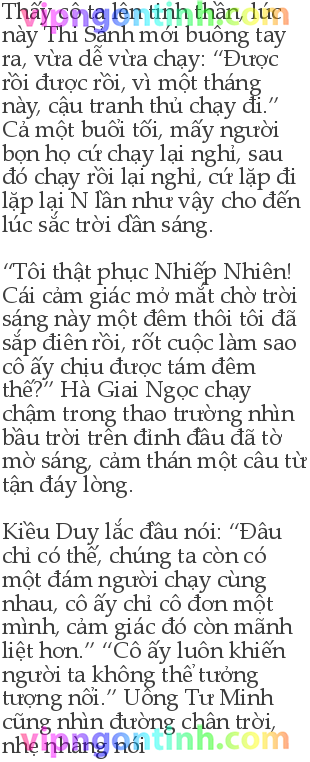 Thấy cô ta lên tinh thần, lúc
này Thi Sảnh mới buông tay
ra, vừa dễ vừa chạy: “Được
rồi được rồi, vì một tháng
này, cậu tranh thủ chạy đi.”
Cả một buổi tối, mấy người
bọn họ cứ chạy lại nghỉ, sau
đó chạy rồi lại nghỉ, cứ lặp đi
lặp lại N lần như vậy cho đến
lúc sắc trời dần sáng.
“Tôi thật phục Nhiếp Nhiên!
Cái cảm giác mở mắt chờ trời
sáng này một đêm thôi tôi đã
sắp điên rồi, rốt cuộc làm sao
cô ấy chịu được tám đêm
thế?” Hà Giai Ngọc chạy
chậm trong thao trường nhìn
bầu trời trên đỉnh đầu đã tờ
mờ sáng, cảm thán một câu từ
tận đáy lòng.
Kiều Duy lắc đầu nói: “Đâu
chỉ có thế, chúng ta còn có
một đám người chạy cùng
nhau, cô ấy chỉ cô đơn một
mình, cảm giác đó còn mãnh
liệt hơn.” “Cô ấy luôn khiến
người ta không thể tưởng
tượng nổi.” Uông Tư Minh
cũng nhìn đường chân trời,
nhẹ nhàng nói
vipngontinh.com
vipngontinh.com